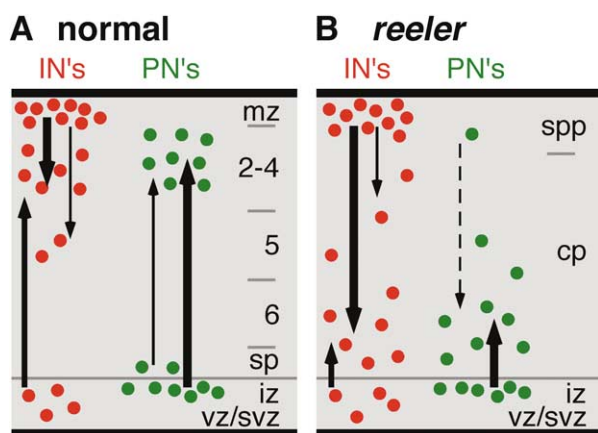 A normal
IN's PN's
mz
2-4
5
6
sp
iz
vz/svz
B reeler
IN's PN's
spp
cp
iz
vz/svz